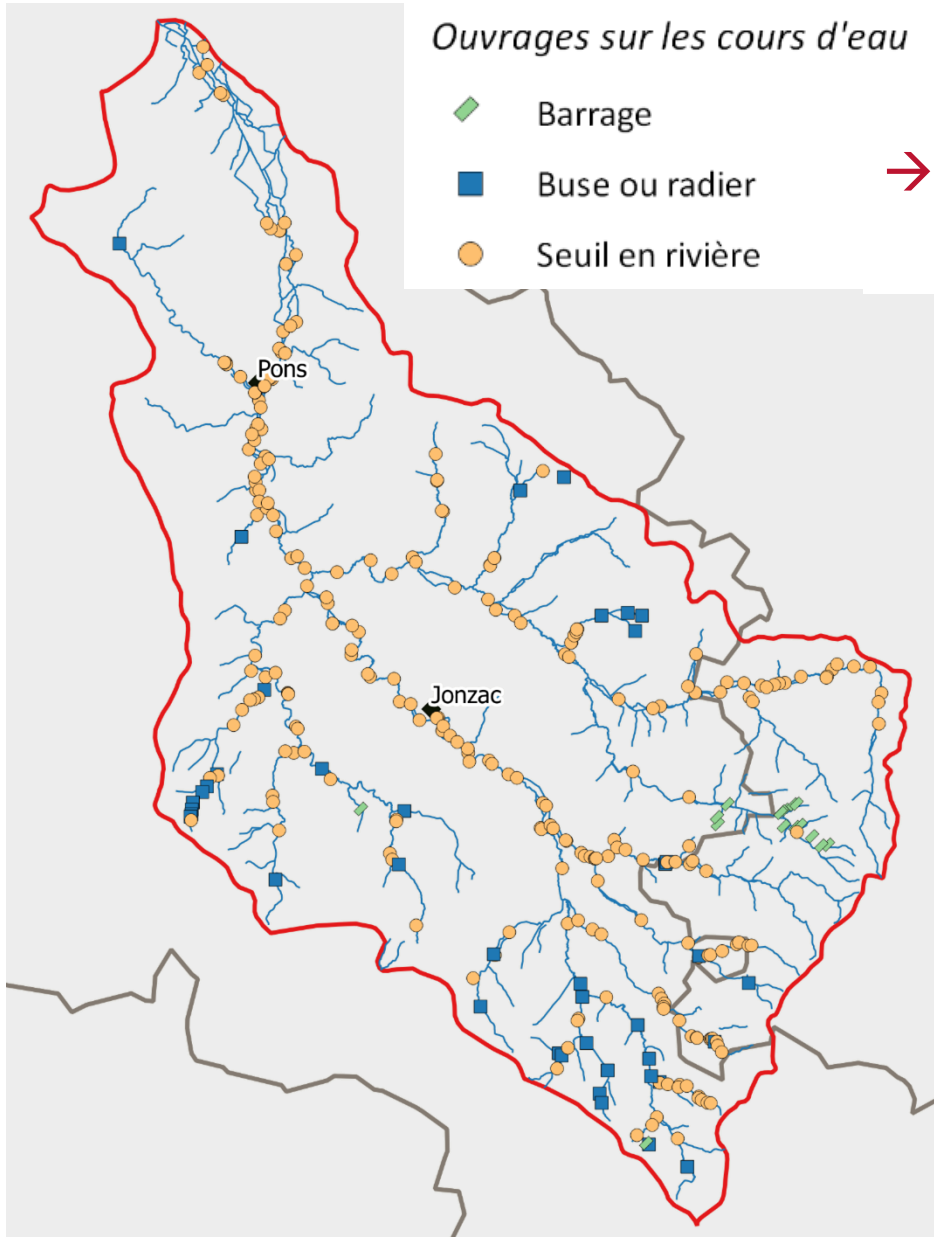 Ouvrages sur les cours d'eau
Barrage
Buse ou radier
Seuil en rivière
Pons
Jonzac